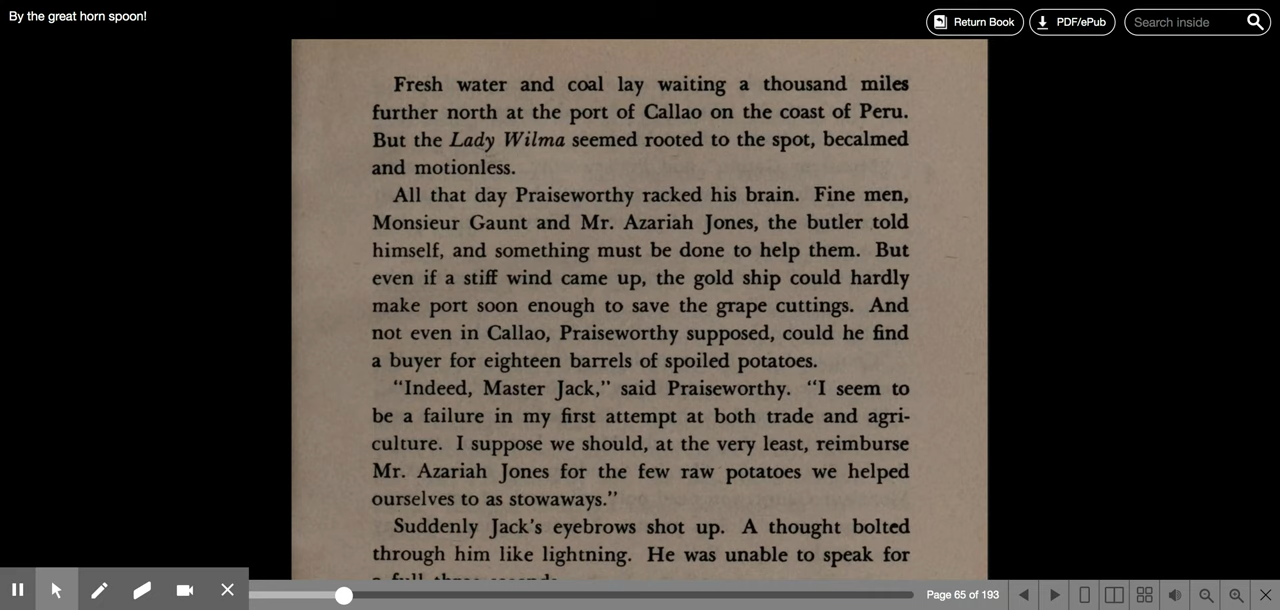 By the great horn spoon!
Return Book
PDF/ePub
Search inside
Fresh water and coal lay waiting a thousand miles
further north at the port of Callao on the coast of Peru.
But the Lady Wilma seemed rooted to the spot, becalmed
and motionless.
All that day Praiseworthy racked his brain. Fine men,
Monsieur Gaunt and Mr. Azariah Jones, the butler told
himself, and something must be done to help them. But
even if a stiff wind came up, the gold ship could hardly
make port soon enough to save the grape cuttings. And
not even in Callao, Praiseworthy supposed, could he find
a buyer for eighteen barrels of spoiled potatoes.
“Indeed, Master Jack,” said Praiseworthy. “I seem to
be a failure in my first attempt at both trade and agri-
culture. I suppose we should, at the very least, reimburse
Mr. Azariah Jones for the few raw potatoes we helped
ourselves to as stowaways.”
Suddenly Jack’s eyebrows shot up. A thought bolted
through him like lightning. He was unable to speak for
Page 65 of 193